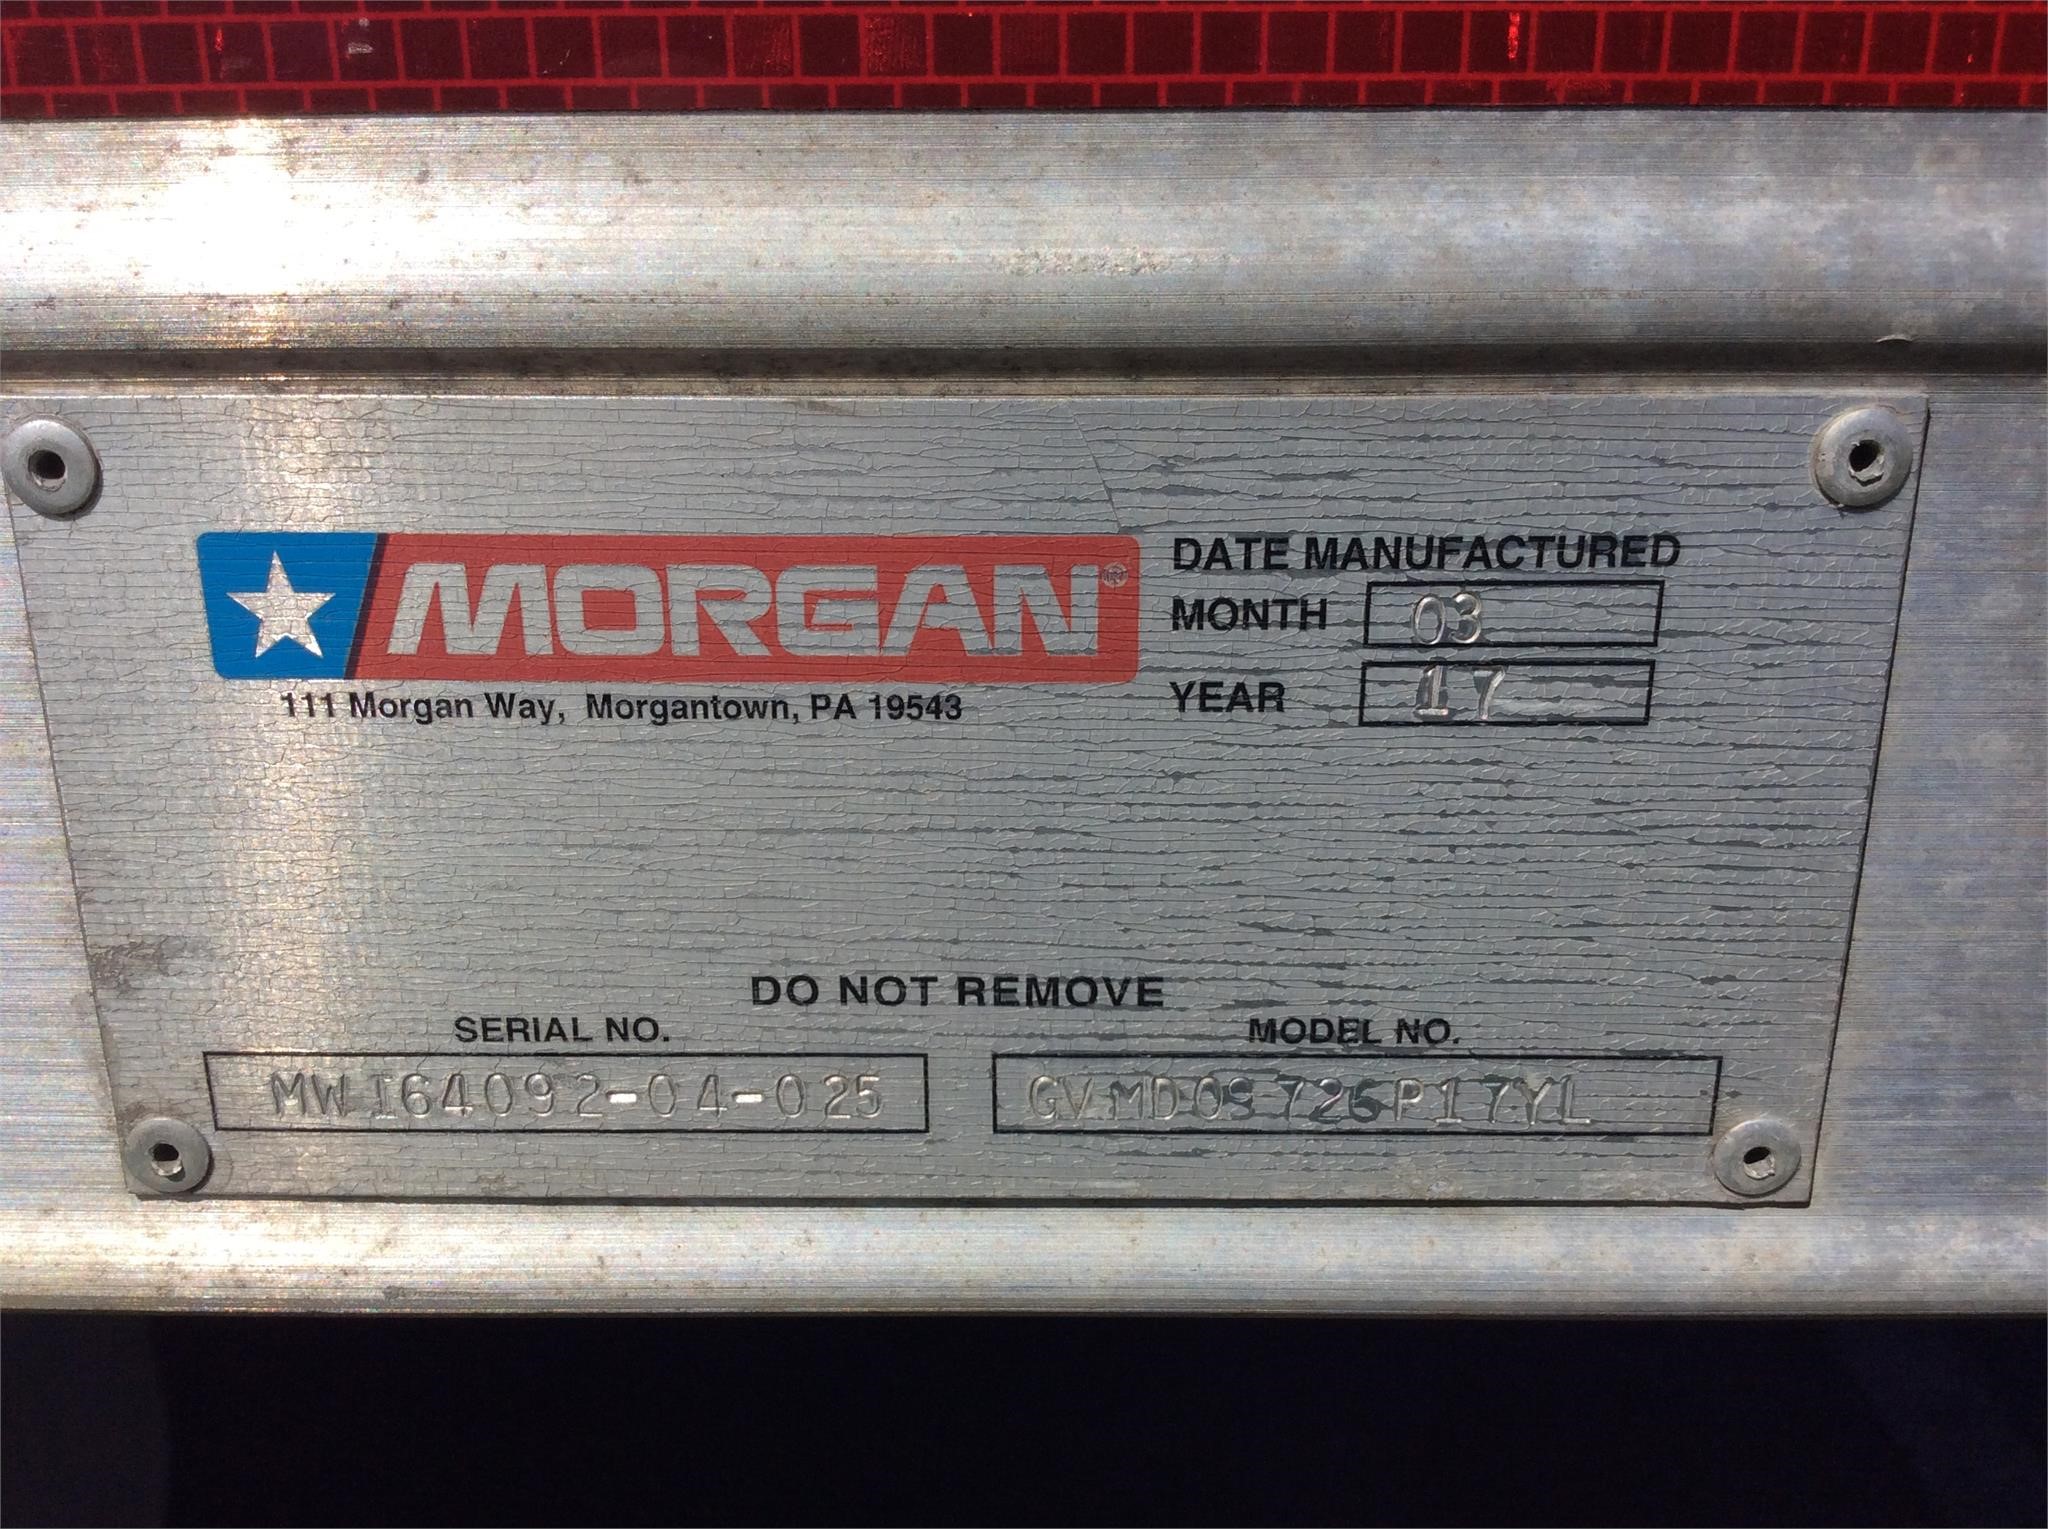 MORGAN
111 Morgan Way, Morgantown, PA 19543
DATE MANUFACTURED
MONTH 03
YEAR 17
DO NOT REMOVE
SERIAL NO.
MWI64092-04-025
MODEL NO.
GVMD09726P17YL